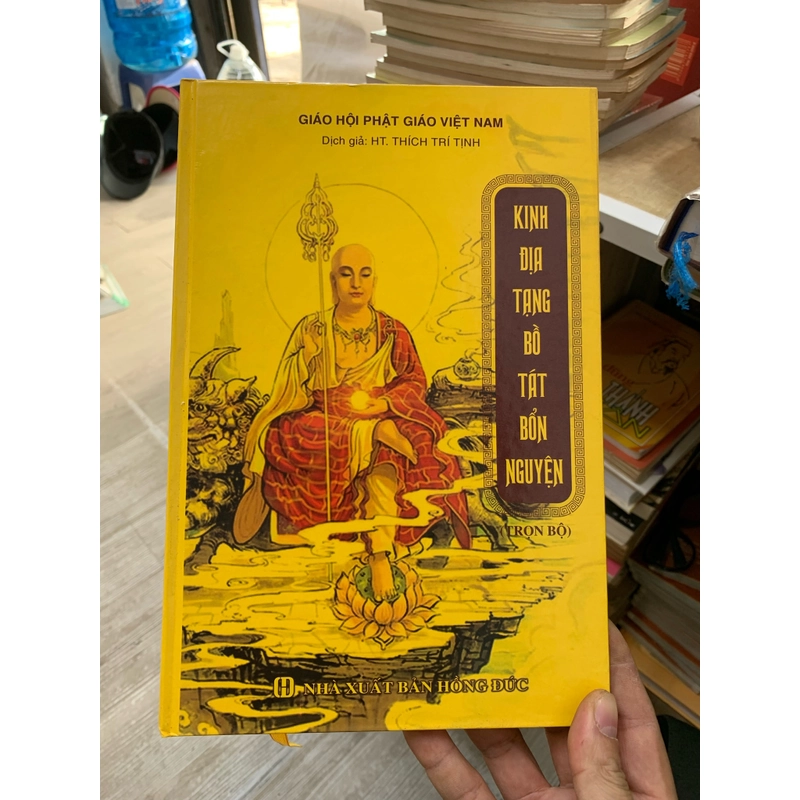 GIÁO HỘI PHẬT GIÁO VIỆT NAM
Dịch giả: HT. THÍCH TRÍ TỊNH
KINH
ĐỊA
TẠNG
BỒ
TÁT
BỔN
NGUYỆN
(TRỌN BỘ)
NHÀ XUẤT BẢN HỒNG ĐỨC